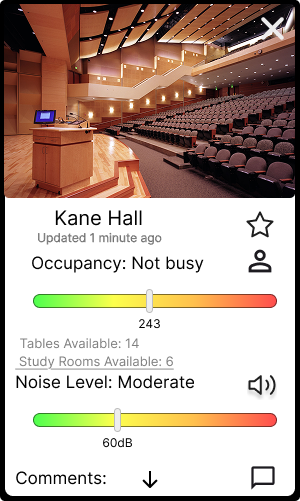 Kane Hall
Updated 1 minute ago
Occupancy: Not busy
243
Tables Available: 14
Study Rooms Available: 6
Noise Level: Moderate
60dB
Comments: